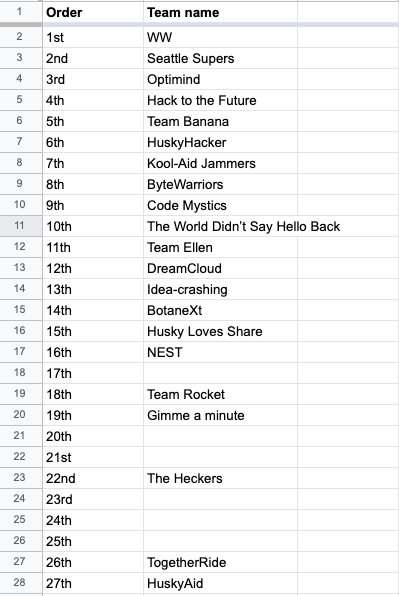 1 Order Team name
2 1st WW
3 2nd Seattle Supers
4 3rd Optimind
5 4th Hack to the Future
6 5th Team Banana
7 6th HuskyHacker
8 7th Kool-Aid Jammers
9 8th ByteWarriors
10 9th Code Mystics
11 10th The World Didn’t Say Hello Back
12 11th Team Ellen
13 12th DreamCloud
14 13th Idea-crashing
15 14th BotaneXt
16 15th Husky Loves Share
17 16th NEST
18 17th
19 18th Team Rocket
20 19th Gimme a minute
21 20th
22 21st
23 22nd The Heckers
24 23rd
25 24th
26 25th
27 26th TogetherRide
28 27th HuskyAid